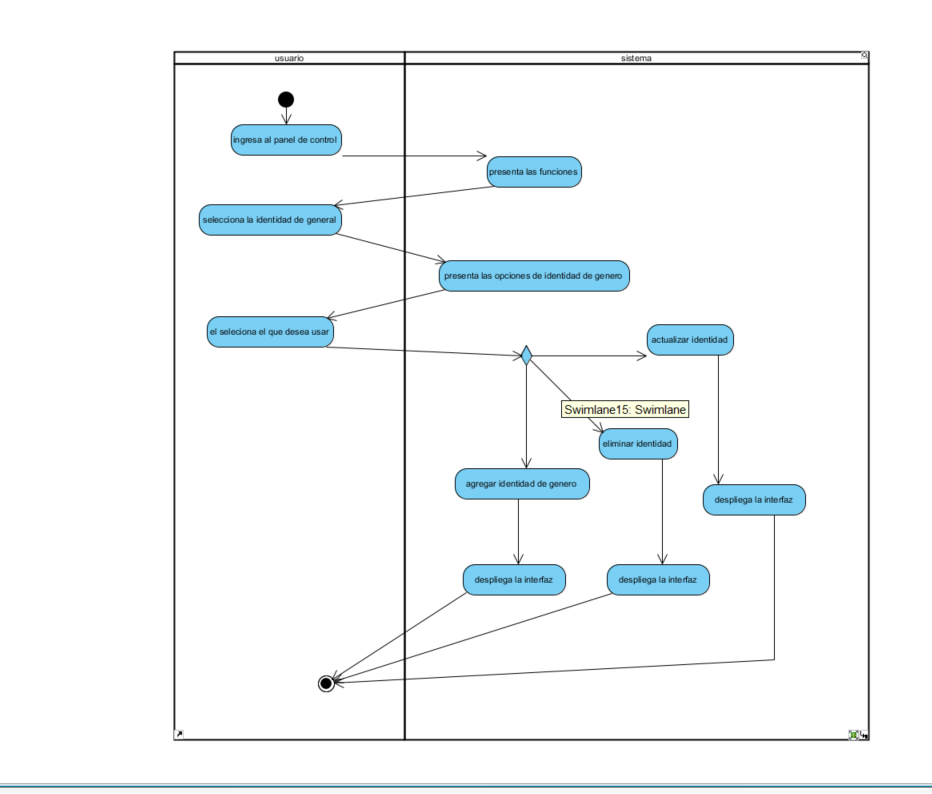 usuario
sistema
ingresa al panel de control
presenta las funciones
selecciona la identidad de general
presenta las opciones de identidad de genero
el seleciona el que desea usar
actualizar identidad
Swimlane15: Swimlane
eliminar identidad
agregar identidad de genero
despliega la interfaz
despliega la interfaz
despliega la interfaz